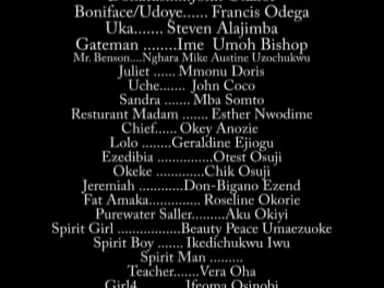 Boniface/Udoye...... Francis Odega
Uka....... Steven Alajimba
Gateman ........Ime Umoh Bishop
Mr. Benson....Nghara Mike Austine Uzochukwu
Juliet ...... Mmonu Doris
Uche....... John Coco
Sandra ....... Mba Somto
Resturant Madam ....... Esther Nwodime
Chief...... Okey Anozie
Lolo ........Geraldine Ejiogu
Ezedibia ...............Otest Osuji
Okeke .............Chik Osuji
Jeremiah ............Don-Bigano Ezend
Fat Amaka.............. Roseline Okorie
Purewater Saller..........Aku Okiyi
Spirit Girl .................Beauty Peace Umaezuoke
Spirit Boy ....... Ikedichukwu Iwu
Spirit Man .........
Teacher.......Vera Oha
Girl4............Ifeoma Osinobi